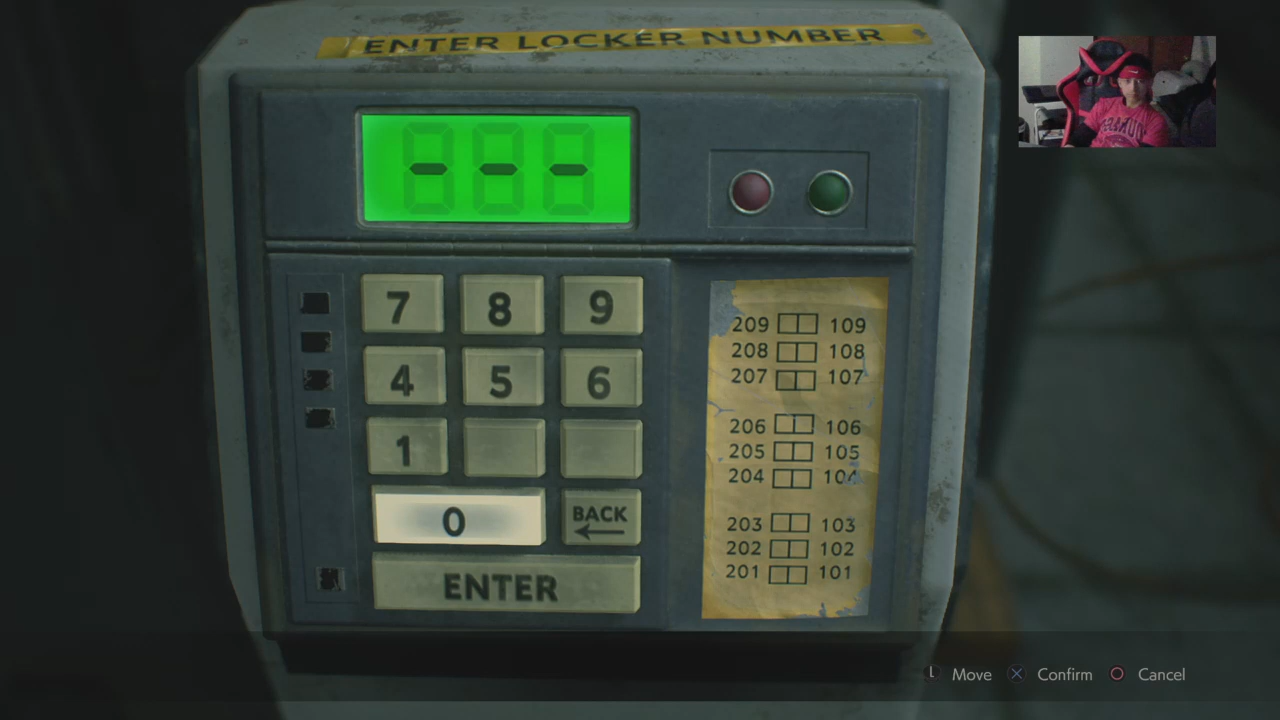 ENTER LOCKER NUMBER
- - -
7 8 9
4 5 6
1
0 BACK
ENTER
209 109
208 108
207 107
206 106
205 105
204 104
203 103
202 102
201 101
L Move Confirm Cancel